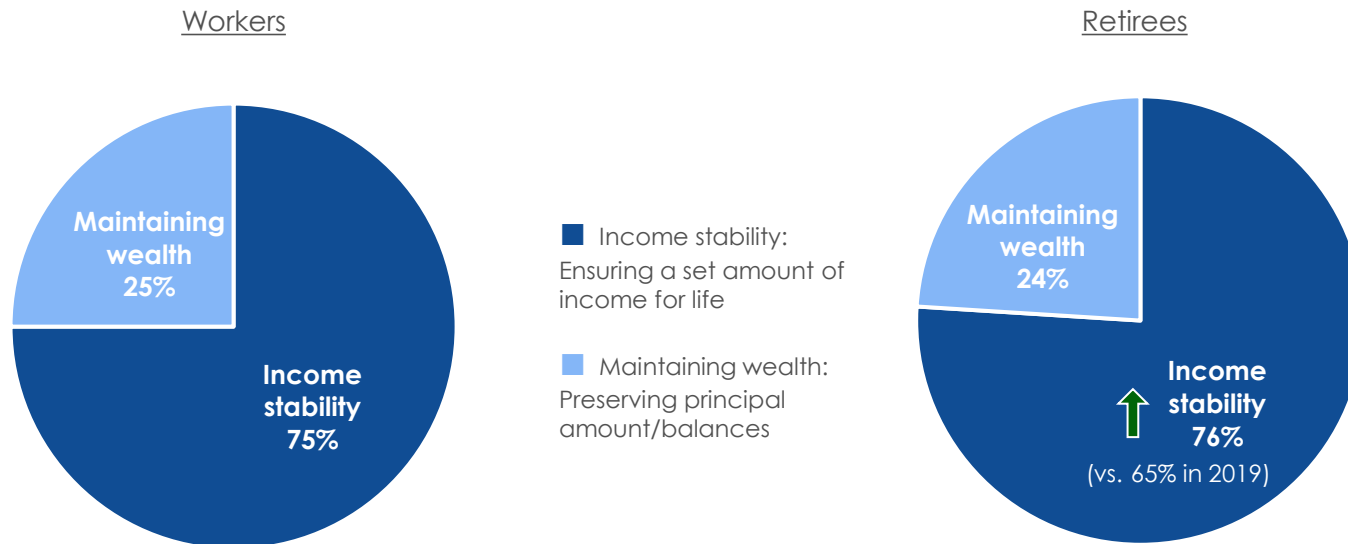 Workers
Maintaining
wealth
25%
Income
stability
75%
Income stability:
Ensuring a set amount of
income for life
Maintaining wealth:
Preserving principal
amount/balances
Retirees
Maintaining
wealth
24%
Income
stability
76%
(vs. 65% in 2019)